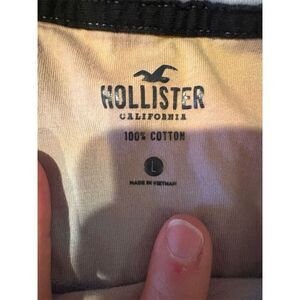 HOLLISTER
CALIFORNIA
100% COTTON
L
MADE IN VIETNAM